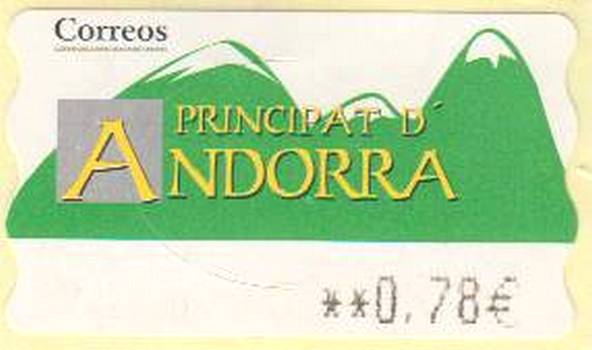 Correos
PRINCIPAT D´
ANDORRA
**0,78€